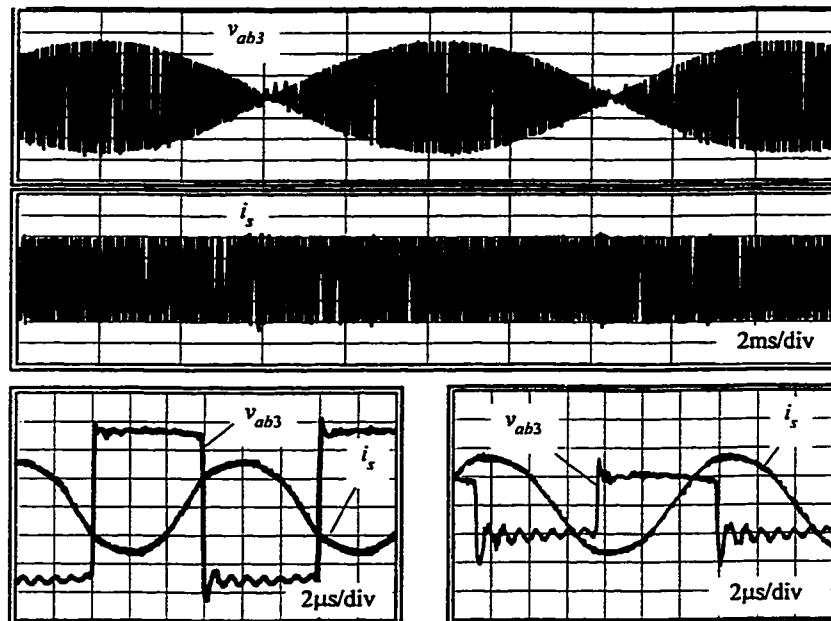 v_ab3
i_s
2ms/div
v_ab3
i_s
2μs/div
v_ab3
i_s
2μs/div